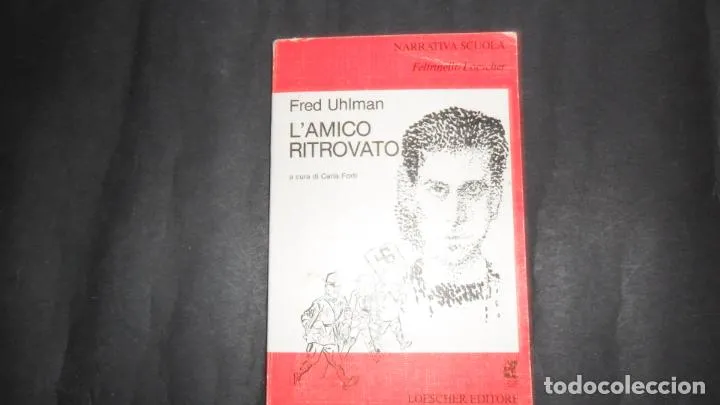 NARRATIVA SCUOLA
Feltrinelli-Loescher
Fred Uhlman
L'AMICO
RITROVATO
a cura di Carla Forti
LOESCHER EDITORE
todocoleccion